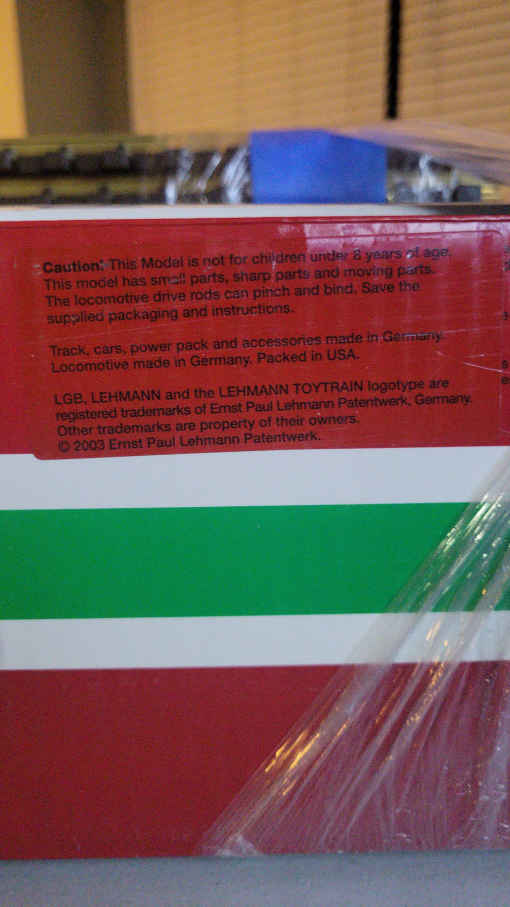 Caution! This Model is not for children under 8 years of age.
This model has small parts, sharp parts and moving parts.
The locomotive drive rods can pinch and bind. Save the
supplied packaging and instructions.
Track, cars, power pack and accessories made in Germany.
Locomotive made in Germany. Packed in USA.
LGB, LEHMANN and the LEHMANN TOYTRAIN logotype are
registered trademarks of Ernst Paul Lehmann Patentwerk, Germany.
Other trademarks are property of their owners.
© 2003 Ernst Paul Lehmann Patentwerk.